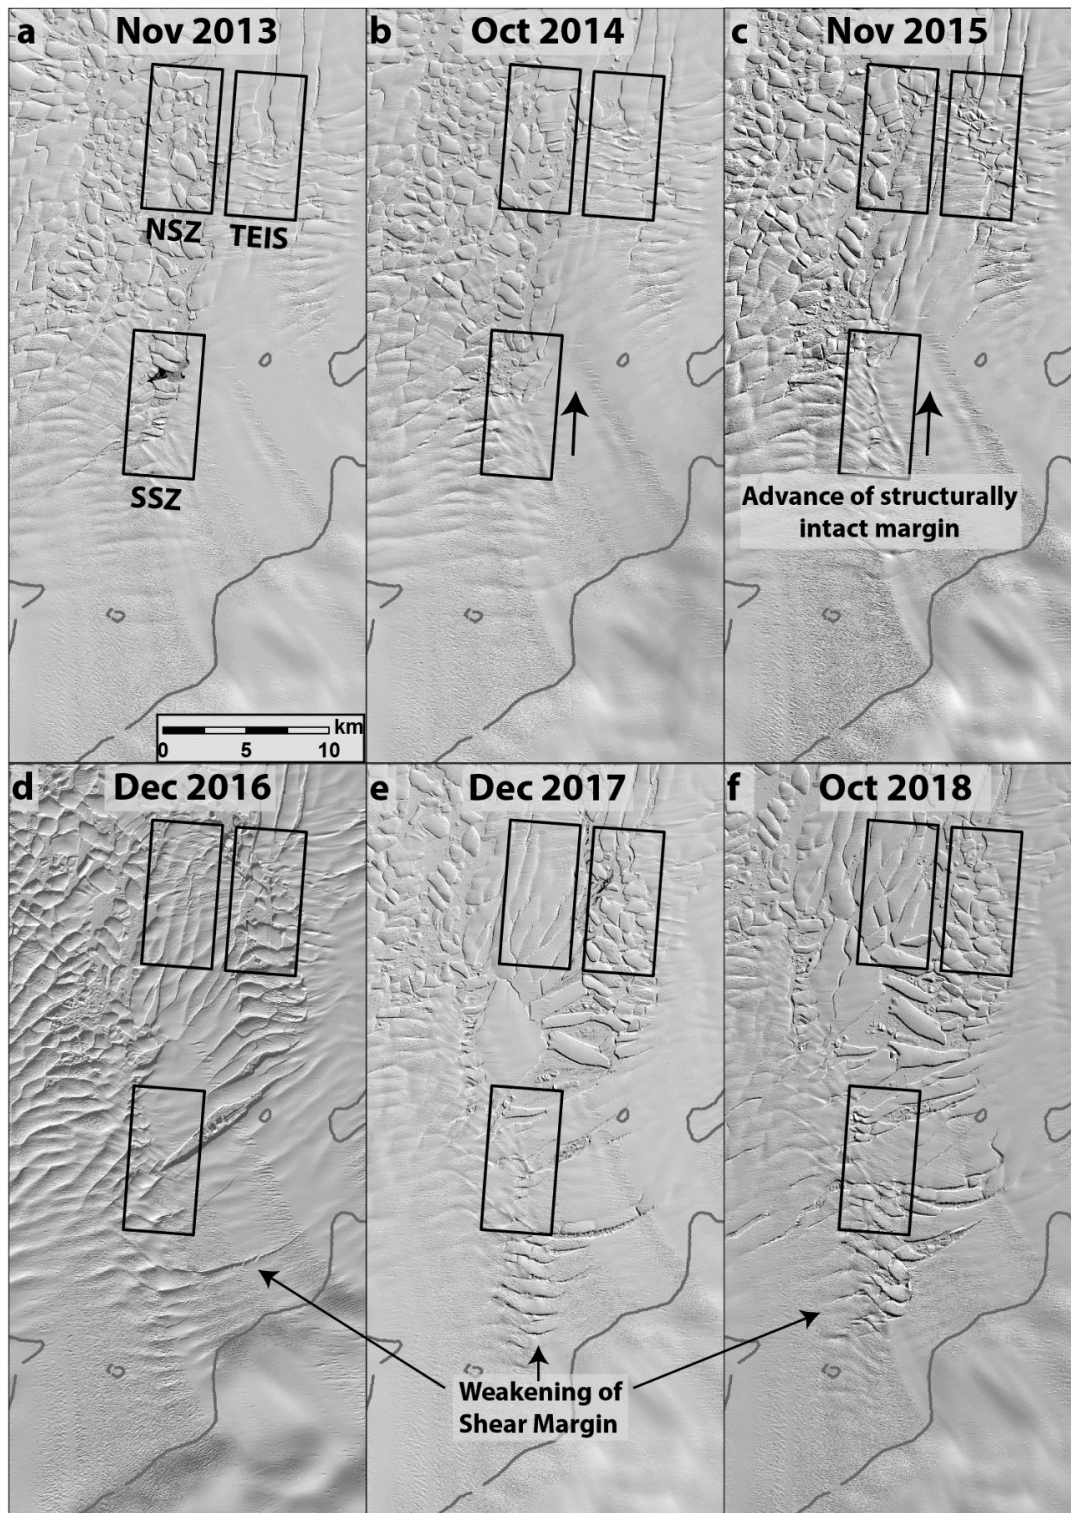 a Nov 2013
b Oct 2014
c Nov 2015
NSZ TEIS
SSZ
Advance of structurally
intact margin
km
0 5 10
d Dec 2016
e Dec 2017
f Oct 2018
Weakening of
Shear Margin